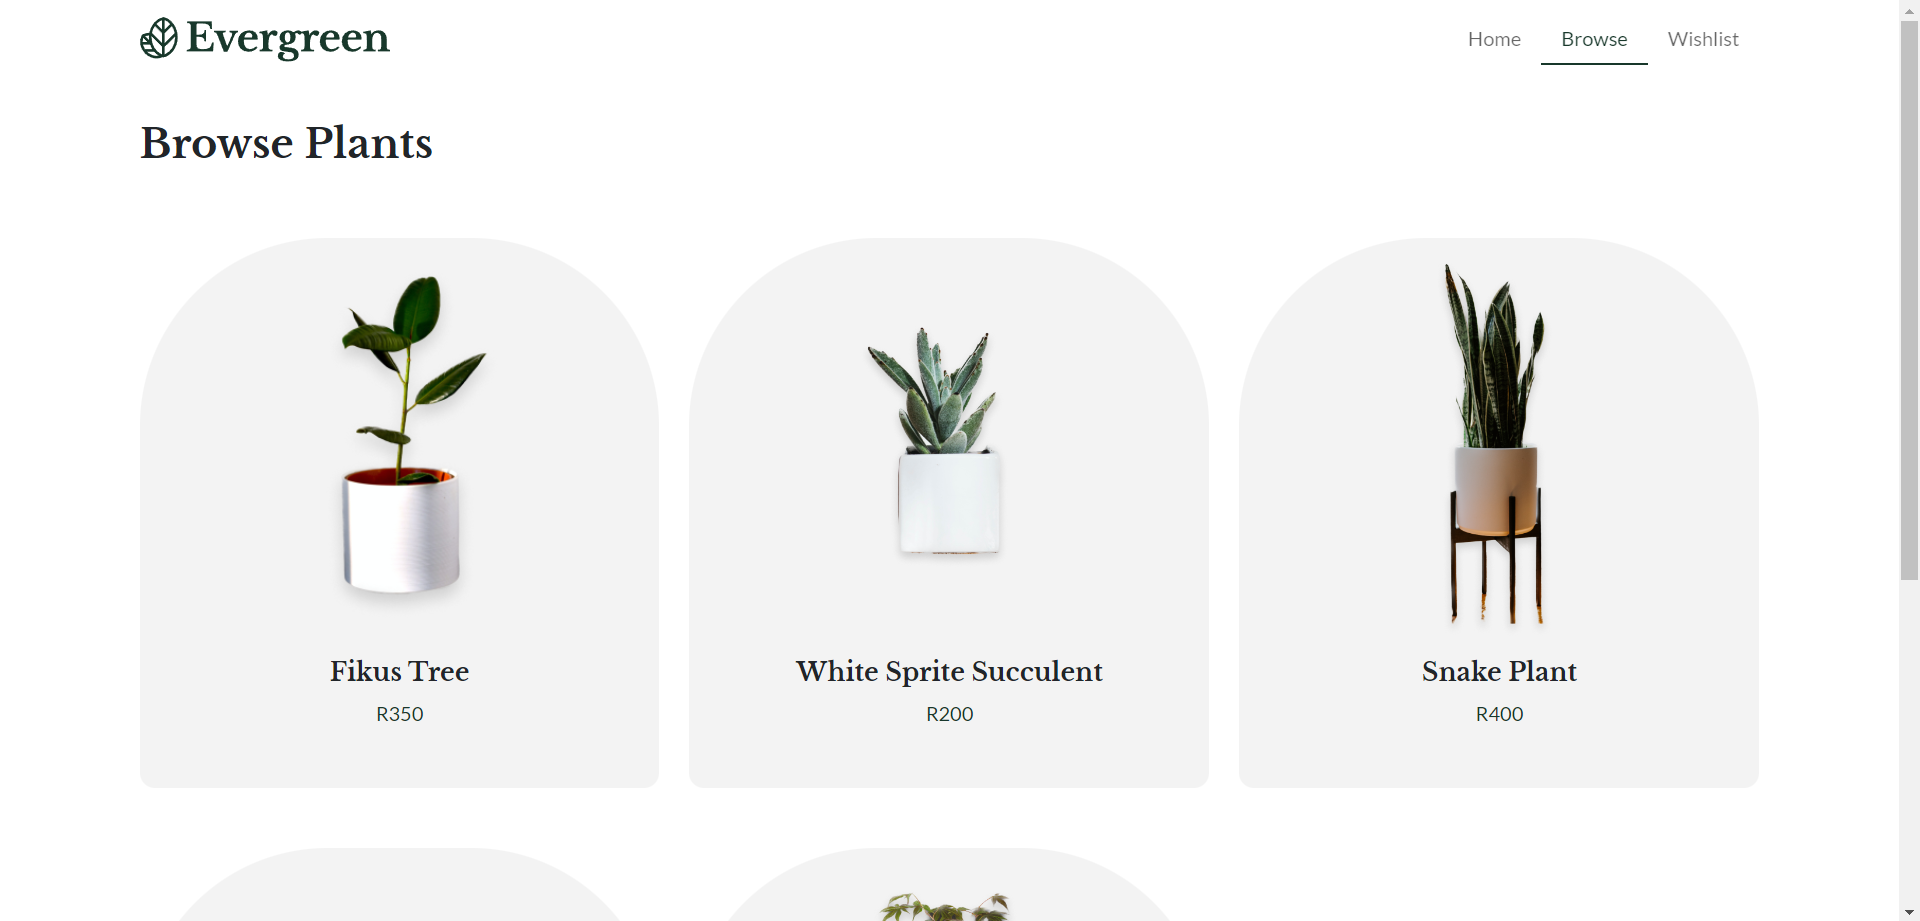 Evergreen
Home Browse Wishlist
Browse Plants
Fikus Tree
R350
White Sprite Succulent
R200
Snake Plant
R400